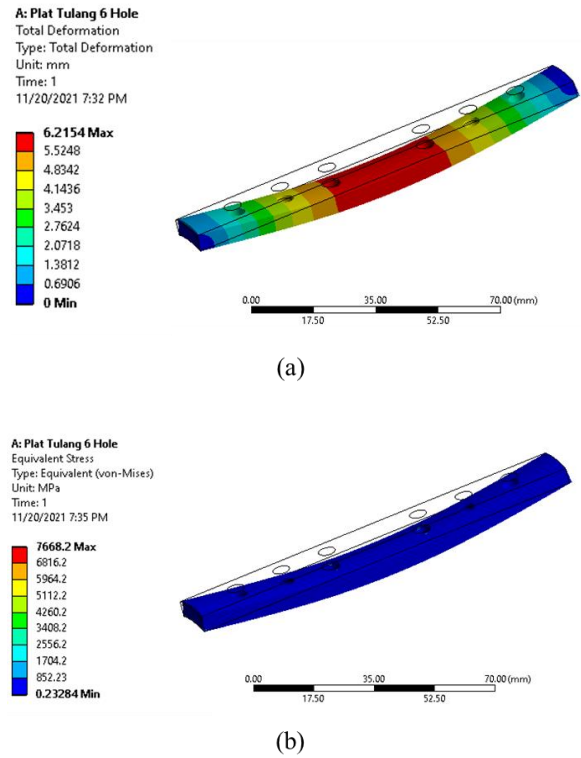 A: Plat Tulang 6 Hole
Total Deformation
Type: Total Deformation
Unit: mm
Time: 1
11/20/2021 7:32 PM
6.2154 Max
5.5248
4.8342
4.1436
3.453
2.7624
2.0718
1.3812
0.6906
0 Min
0.00 35.00 70.00 (mm)
17.50 52.50
(a)
A: Plat Tulang 6 Hole
Equivalent Stress
Type: Equivalent (von-Mises)
Unit: MPa
Time: 1
11/20/2021 7:35 PM
7668.2 Max
6816.2
5964.2
5112.2
4260.2
3408.2
2556.2
1704.2
852.23
0.23284 Min
0.00 35.00 70.00 (mm)
17.50 52.50
(b)